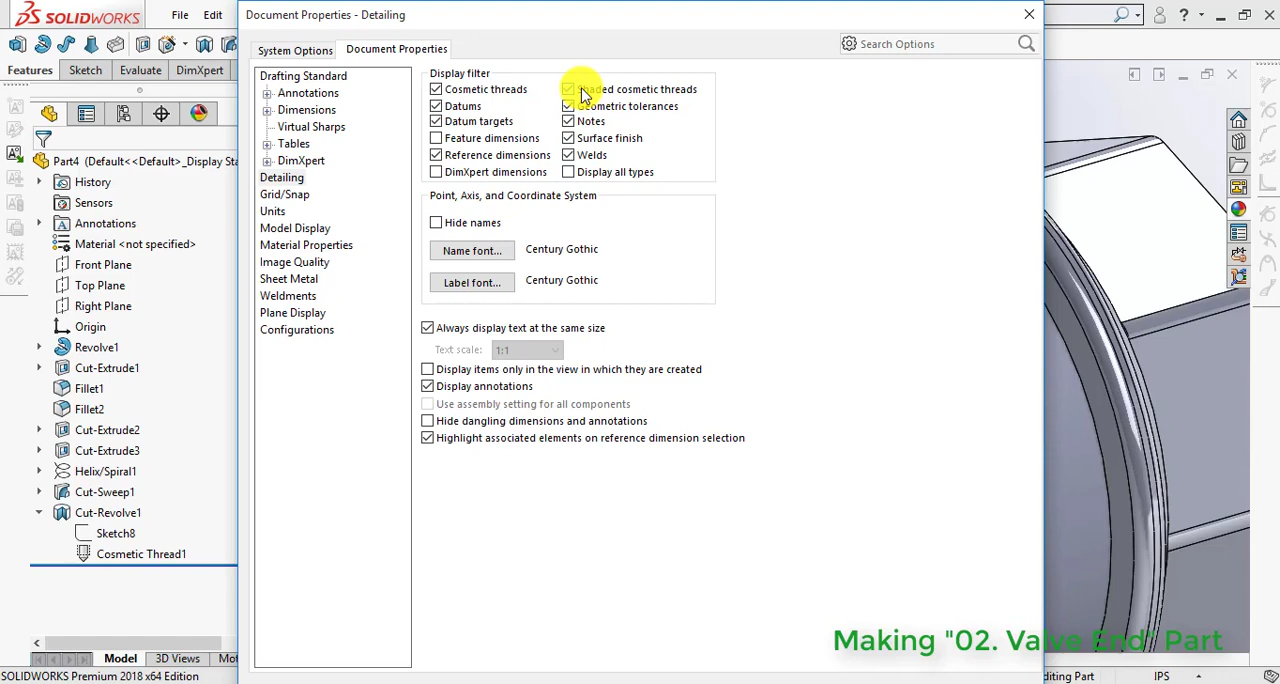 SOLIDWORKS File Edit
Document Properties - Detailing
System Options Document Properties
Search Options
Features Sketch Evaluate DimXpert
Part4 (Default<<Default>_Display Sta
History
Sensors
Annotations
Material <not specified>
Front Plane
Top Plane
Right Plane
Origin
Revolve1
Cut-Extrude1
Fillet1
Fillet2
Cut-Extrude2
Cut-Extrude3
Helix/Spiral1
Cut-Sweep1
Cut-Revolve1
Sketch8
Cosmetic Thread1
Drafting Standard
Annotations
Dimensions
Virtual Sharps
Tables
DimXpert
Detailing
Grid/Snap
Units
Model Display
Material Properties
Image Quality
Sheet Metal
Weldments
Plane Display
Configurations
Display filter
Cosmetic threads Shaded cosmetic threads
Datums Geometric tolerances
Datum targets Notes
Feature dimensions Surface finish
Reference dimensions Welds
DimXpert dimensions Display all types
Point, Axis, and Coordinate System
Hide names
Name font... Century Gothic
Label font... Century Gothic
Always display text at the same size
Text scale: 1:1
Display items only in the view in which they are created
Display annotations
Use assembly setting for all components
Hide dangling dimensions and annotations
Highlight associated elements on reference dimension selection
Making "02. Valve End" Part
Model 3D Views Mot
SOLIDWORKS Premium 2018 x64 Edition
diting Part IPS